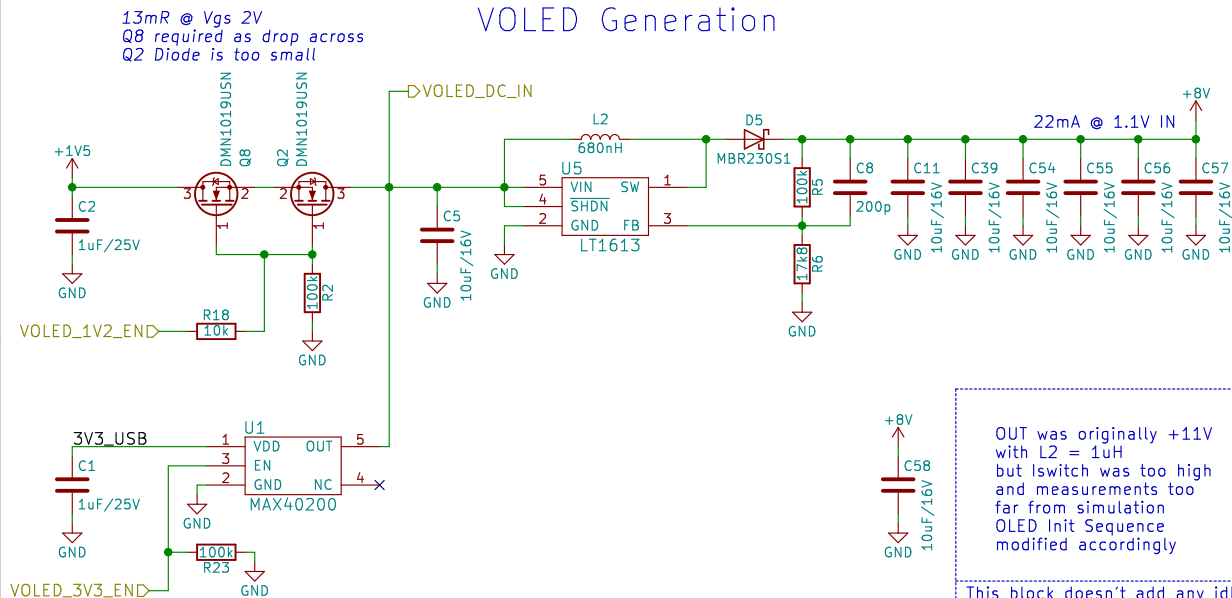 VOLED Generation
13mR @ Vgs 2V
Q8 required as drop across
Q2 Diode is too small
DMN1019USN
Q8
Q2
DMN1019USN
VOLED_DC_IN
+1V5
3
2
1
2
3
1
C2
1uF/25V
GND
R18
10k
VOLED_1V2_EN
100k
R2
GND
C5
10uF/16V
GND
GND
L2
680nH
U5
5
VIN
SW
1
4
SHDN
2
GND
FB
3
LT1613
D5
MBR230S1
100k
R5
C8
200p
17k8
R6
GND
22mA @ 1.1V IN
+8V
C11
10uF/16V
GND
C39
10uF/16V
GND
C54
10uF/16V
GND
C55
10uF/16V
GND
C56
10uF/16V
GND
C57
GND
3V3_USB
C1
1uF/25V
GND
U1
1
VDD
OUT
5
3
EN
2
GND
NC
4
MAX40200
GND
100k
R23
GND
VOLED_3V3_EN
+8V
C58
10uF/16V
GND
OUT was originally +11V
with L2 = 1uH
but Iswitch was too high
and measurements too
far from simulation
OLED Init Sequence
modified accordingly
This block doesn't add any